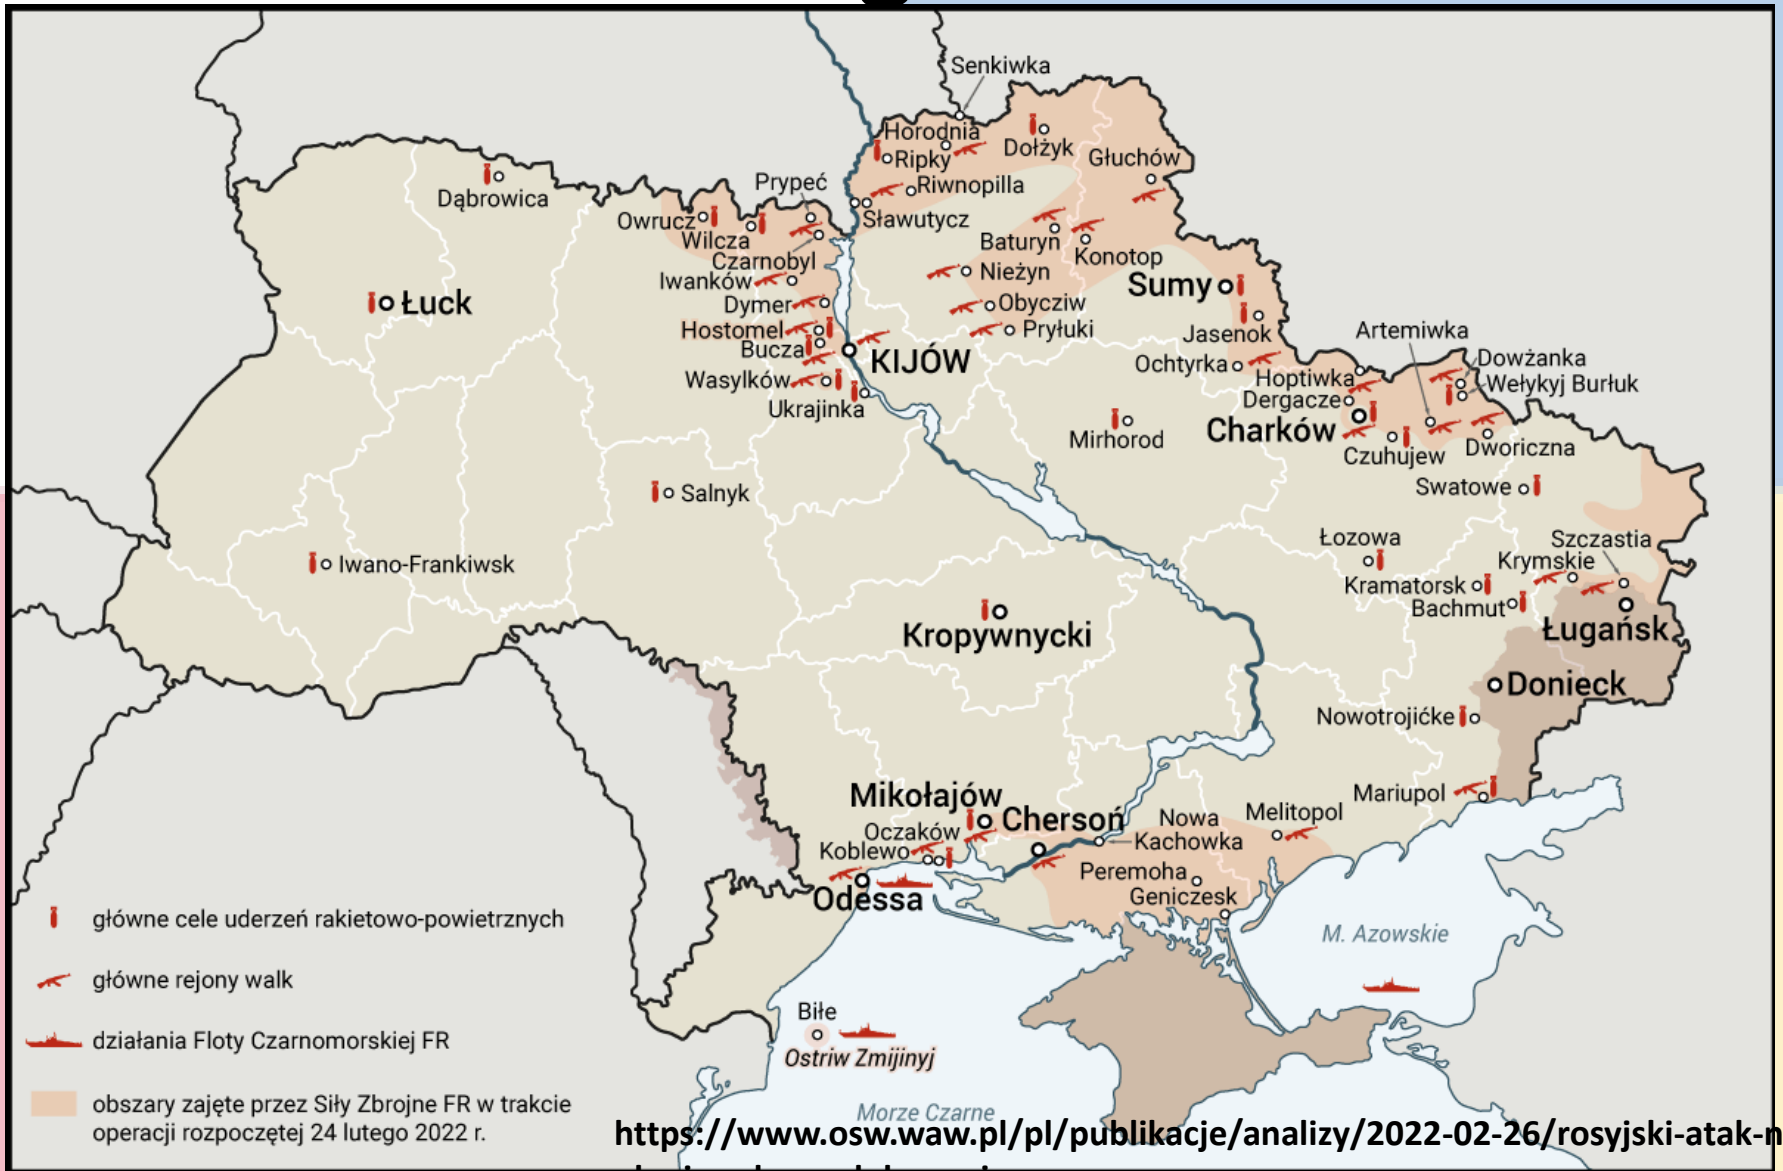 Senkiwka
Horodnia
Dołżyk
Ripky
Głuchów
Dąbrowica
Prypeć
Riwnopilla
Owrucz
Sławutycz
Wilcza
Baturyn
Czarnobyl
Konotop
Iwanków
Nieżyn
Sumy
Łuck
Dymer
Obycziw
Hostomel
Pryłuki
Jasenok
Artemiwka
Bucza
KIJÓW
Ochtyrka
Dowżanka
Wasylków
Hoptiwka
Wełykyj Burłuk
Ukrajinka
Dergacze
Mirhorod
Charków
Dworiczna
Czuhujew
Salnyk
Swatowe
Łozowa
Szczastia
Iwano-Frankiwsk
Krymskie
Kramatorsk
Bachmut
Kropywnycki
Ługańsk
Donieck
Nowotrojićke
Mikołajów
Mariupol
Chersoń
Nowa
Kachowka
Melitopol
Oczaków
Koblewo
Peremoha
Geniczesk
Odessa
M. Azowskie
Biłe
Ostriw Zmijinyj
Morze Czarne
główne cele uderzeń rakietowo-powietrznych
główne rejony walk
działania Floty Czarnomorskiej FR
obszary zajęte przez Siły Zbrojne FR w trakcie
operacji rozpoczętej 24 lutego 2022 r.
https://www.osw.waw.pl/pl/publikacje/analizy/2022-02-26/rosyjski-atak-n